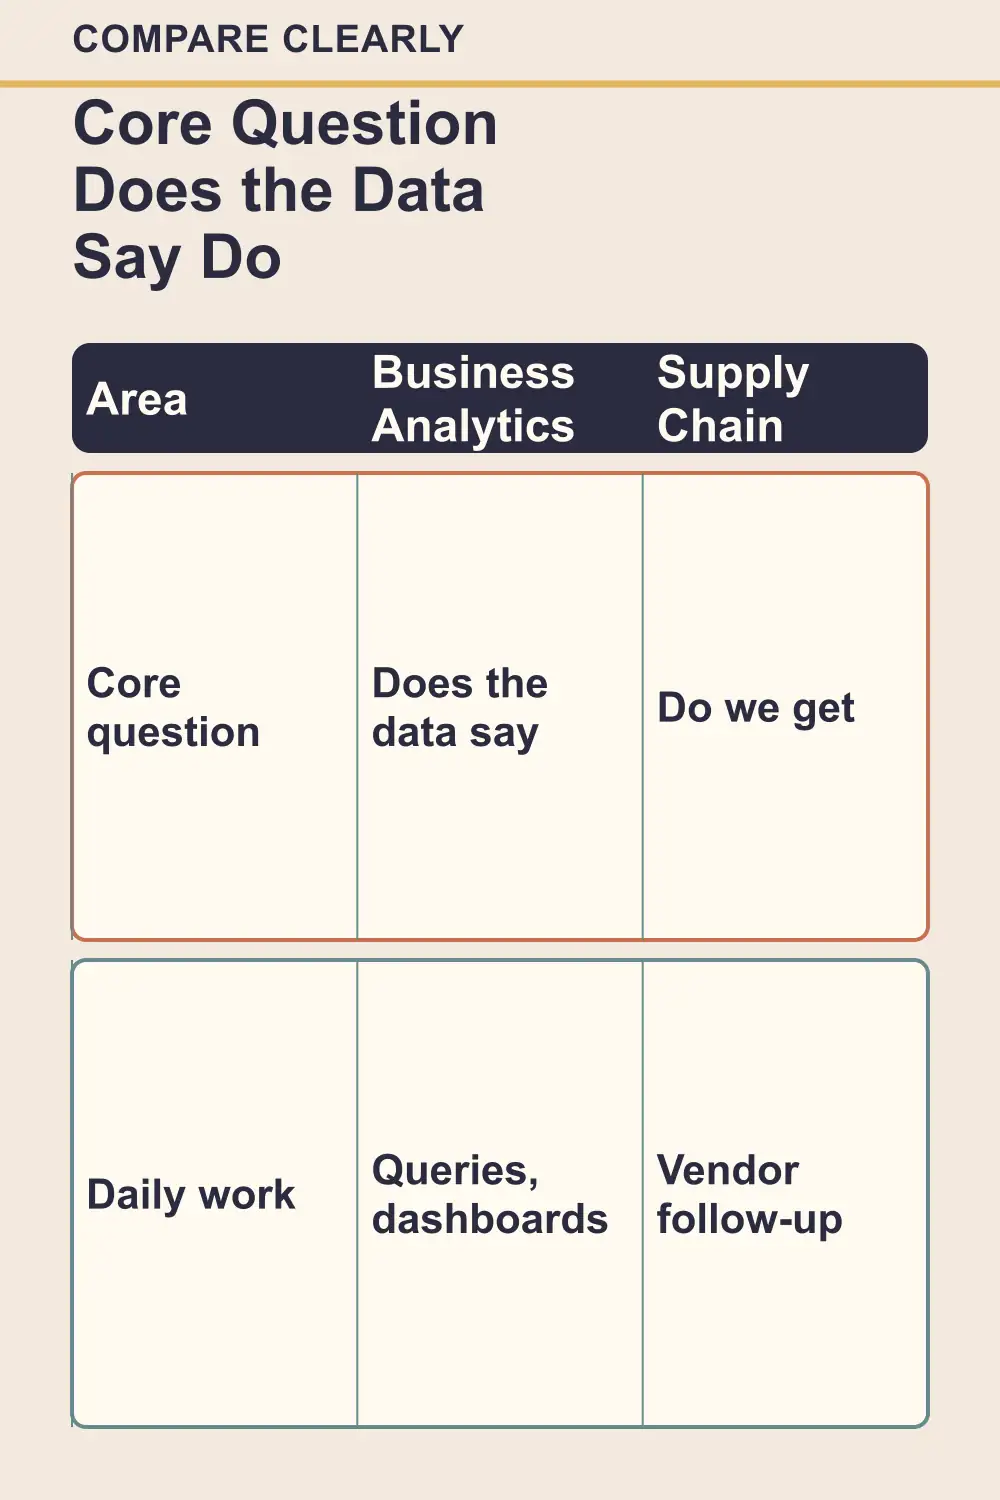 COMPARE CLEARLY
Core Question
Does the Data
Say Do
Area
Business
Analytics
Supply
Chain
Core
question
Does the
data say
Do we get
Daily work
Queries,
dashboards
Vendor
follow-up